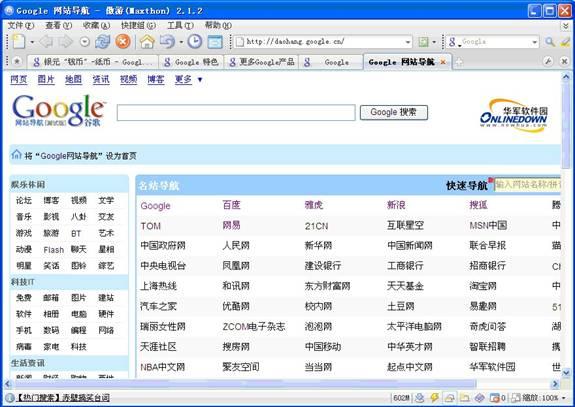 Google 网站导航 - 傲游(Maxthon) 2.1.2
文件(F) 查看(V) 收藏(A) 快捷组(G) 工具(T) 帮助(H)
http://daohang.google.cn/ Google
银元 "钱币"-纸币 - Googl... Google 特色 更多Google产品 Google Google 网站导航
网页 图片 地图 资讯 视频 博客 更多 ▼
Google 谷歌
网站导航[测试版]
Google 搜索
华军软件园
ONLINEDOWN
www.newhua.com
将“Google网站导航”设为首页
娱乐休闲
论坛 博客 视频 文学
音乐 影视 八卦 交友
游戏 旅游 BT 艺术
动漫 Flash 聊天 星相
明星 笑话 图铃 综艺
科技IT
免费 邮箱 图片 建站
软件 相册 电脑 硬件
手机 数码 编程 网络
病毒 家电 科技
生活资讯
名站导航 快速导航 输入网站名称/拼音
Google 百度 雅虎 新浪 搜狐 腾
TOM 网易 21CN 互联星空 MSN中国 中
中国政府网 人民网 新华网 中国新闻网 联合早报 猫
中央电视台 凤凰网 建设银行 工商银行 招商银行 Ch
上海热线 和讯网 东方财富网 天天基金 淘宝网 中
汽车之家 优酷网 校内网 土豆网 易趣网 51
瑞丽女性网 ZCOM电子杂志 泡泡网 太平洋电脑网 奇虎问答 湖
天涯社区 搜房网 中国移动 中华英才网 智联招聘 携
NBA中文网 聚友空间 当当网 起点中文网 华军软件园 世
【热门搜索】赤壁搞笑台词 602M 0 缩放:100%